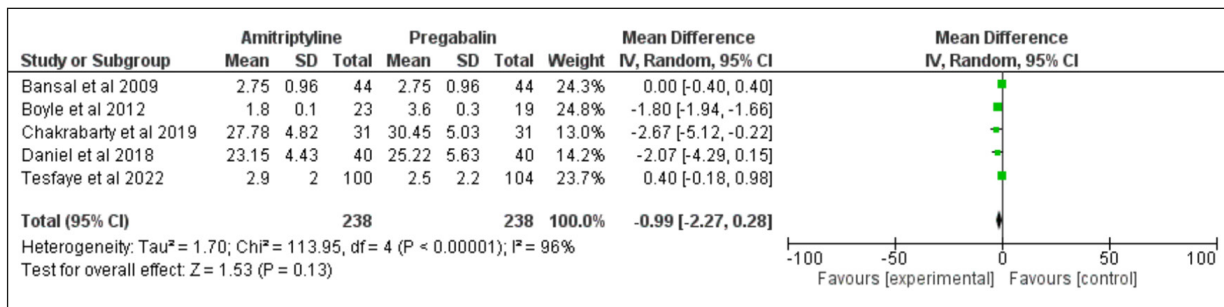 Amitriptyline Pregabalin Mean Difference Mean Difference
Study or Subgroup Mean SD Total Mean SD Total Weight IV, Random, 95% CI IV, Random, 95% CI
Bansal et al 2009 2.75 0.96 44 2.75 0.96 44 24.3% 0.00 [-0.40, 0.40]
Boyle et al 2012 1.8 0.1 23 3.6 0.3 19 24.8% -1.80 [-1.94, -1.66]
Chakrabarty et al 2019 27.78 4.82 31 30.45 5.03 31 13.0% -2.67 [-5.12, -0.22]
Daniel et al 2018 23.15 4.43 40 25.22 5.63 40 14.2% -2.07 [-4.29, 0.15]
Tesfaye et al 2022 2.9 2 100 2.5 2.2 104 23.7% 0.40 [-0.18, 0.98]
Total (95% CI) 238 238 100.0% -0.99 [-2.27, 0.28]
Heterogeneity: Tau² = 1.70; Chi² = 113.95, df = 4 (P < 0.00001); I² = 96%
Test for overall effect: Z = 1.53 (P = 0.13)
-100 -50 0 50 100
Favours [experimental] Favours [control]